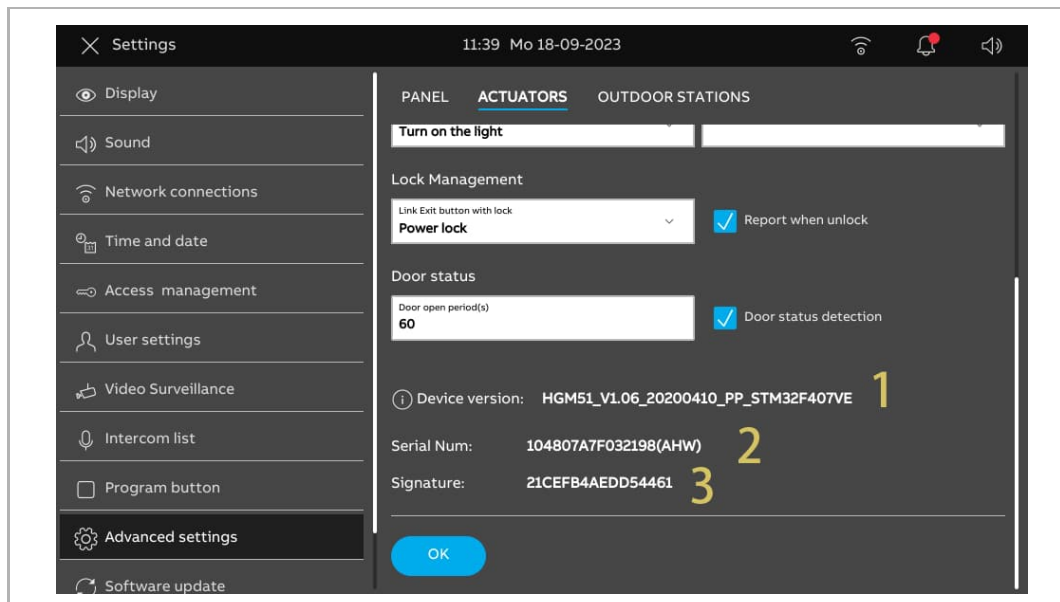 Settings
11:39 Mo 18-09-2023
Display
Sound
Network connections
Time and date
Access management
User settings
Video Surveillance
Intercom list
Program button
Advanced settings
Software update
PANEL ACTUATORS OUTDOOR STATIONS
Turn on the light
Lock Management
Link Exit button with lock
Power lock
Report when unlock
Door status
Door open period(s)
60
Door status detection
Device version: HGM51_V1.06_20200410_PP_STM32F407VE 1
Serial Num: 104807A7F032198(AHW) 2
Signature: 21CEFB4AEDD54461 3
OK